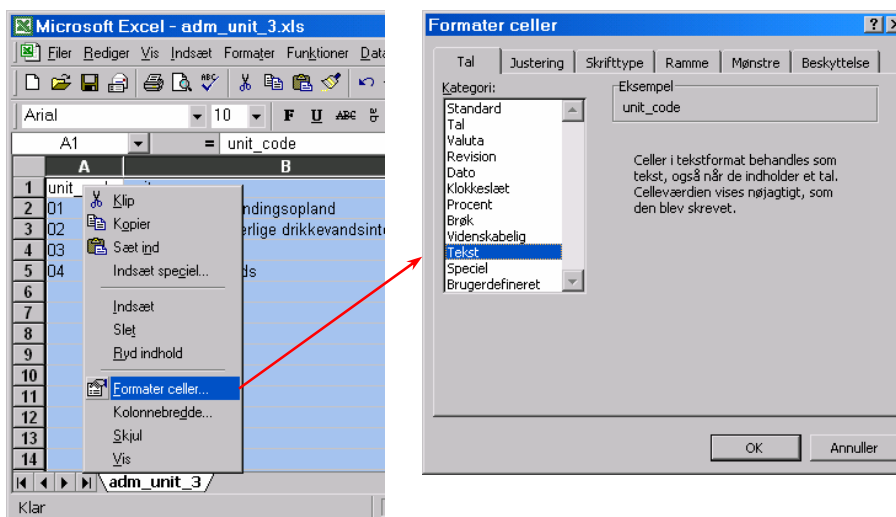 Microsoft Excel - adm_unit_3.xls
Filer Rediger Vis Indsæt Formater Funktioner Data
Arial 10 F U ABC
A1 = unit_code
A B
1 unit
2 01 ndingsopland
3 02 erlige drikkevandsinte
4 03
5 04 ds
6
7
8
9
10
11
12
13
14
Klip
Kopier
Sæt ind
Indsæt speciel...
Indsæt
Slet
Ryd indhold
Formater celler...
Kolonnebredde...
Skjul
Vis
adm_unit_3
Klar
Formater celler
Tal Justering Skrifttype Ramme Mønstre Beskyttelse
Kategori:
Standard
Tal
Valuta
Revision
Dato
Klokkeslæt
Procent
Brøk
Videnskabelig
Tekst
Speciel
Brugerdefineret
Eksempel
unit_code
Celler i tekstformat behandles som
tekst, også når de indholder et tal.
Celleværdien vises nøjagtigt, som
den blev skrevet.
OK Annuller